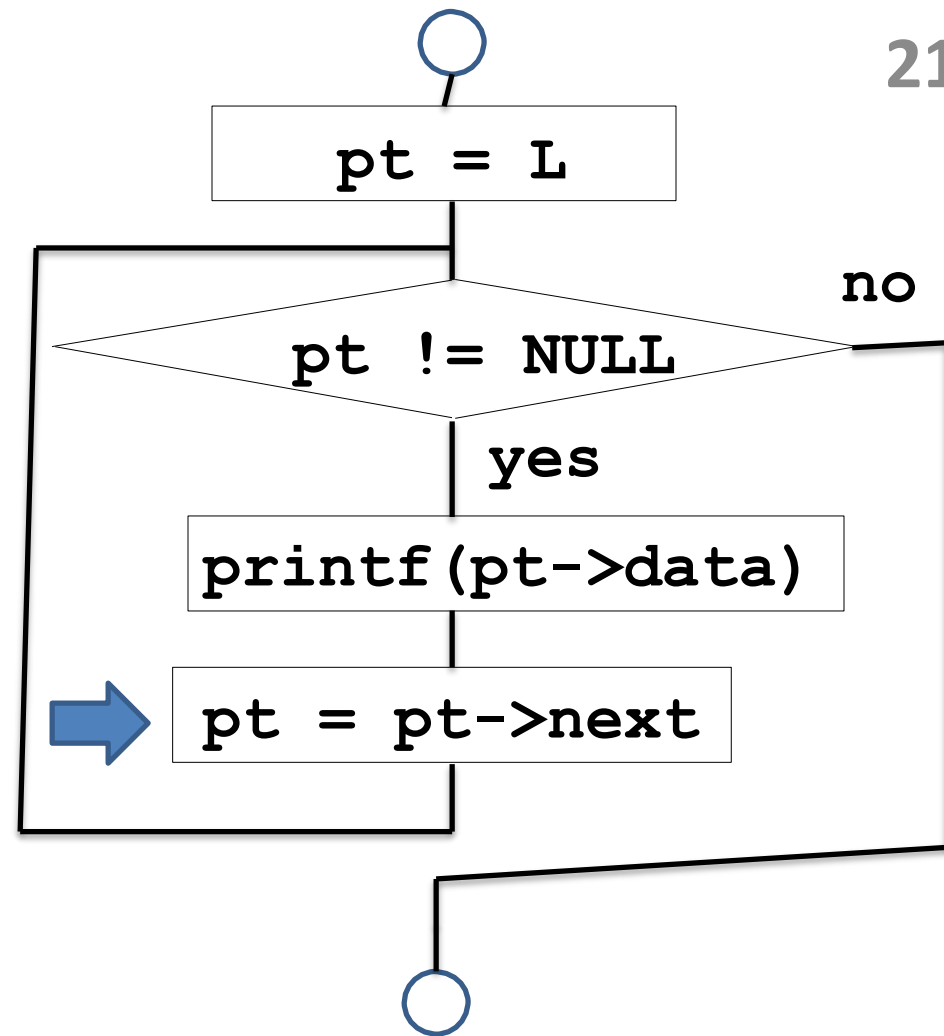 21
pt = L
no
pt != NULL
yes
printf(pt->data)
pt = pt->next